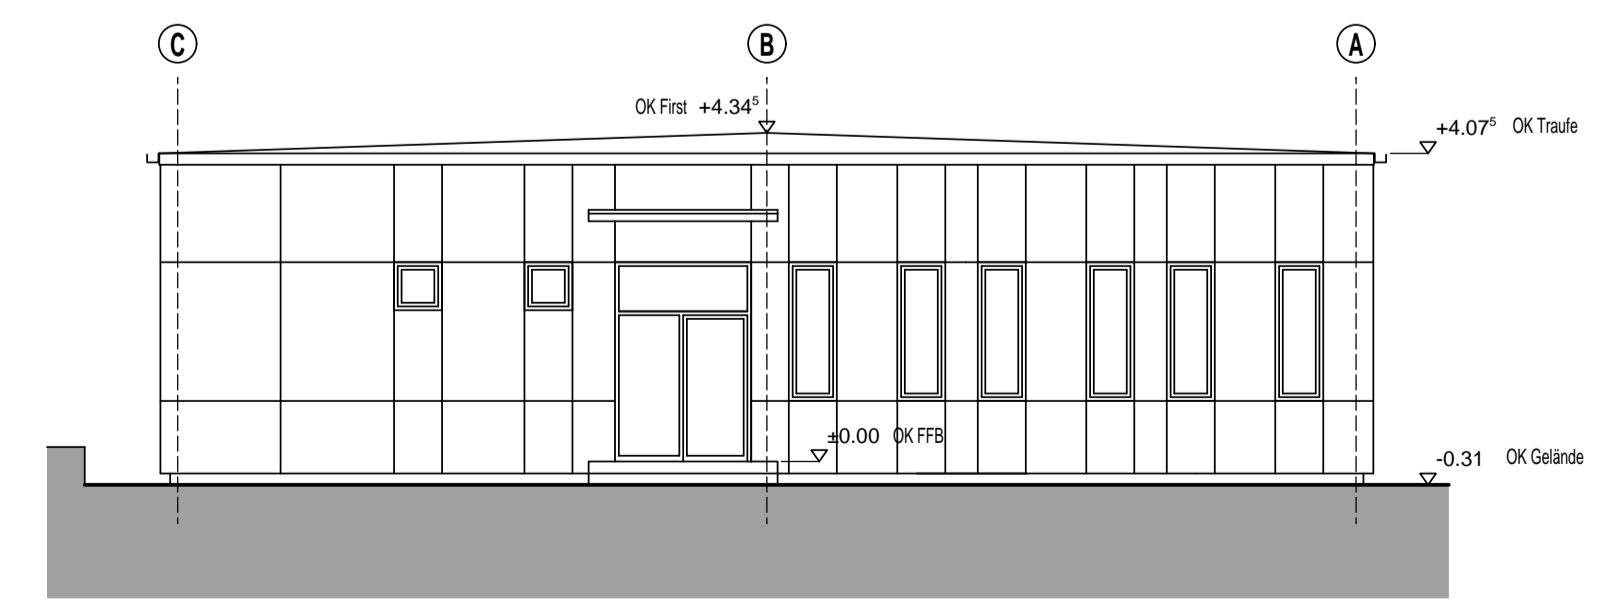 C
B
A
OK First +4.34⁵
+4.07⁵ OK Traufe
±0.00 OK FFB
-0.31 OK Gelände